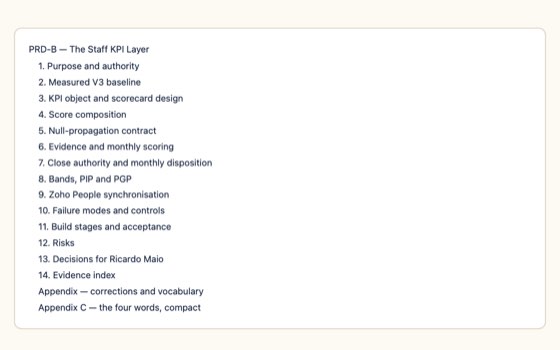 PRD-B — The Staff KPI Layer
1. Purpose and authority
2. Measured V3 baseline
3. KPI object and scorecard design
4. Score composition
5. Null-propagation contract
6. Evidence and monthly scoring
7. Close authority and monthly disposition
8. Bands, PIP and PGP
9. Zoho People synchronisation
10. Failure modes and controls
11. Build stages and acceptance
12. Risks
13. Decisions for Ricardo Maio
14. Evidence index
Appendix — corrections and vocabulary
Appendix C — the four words, compact